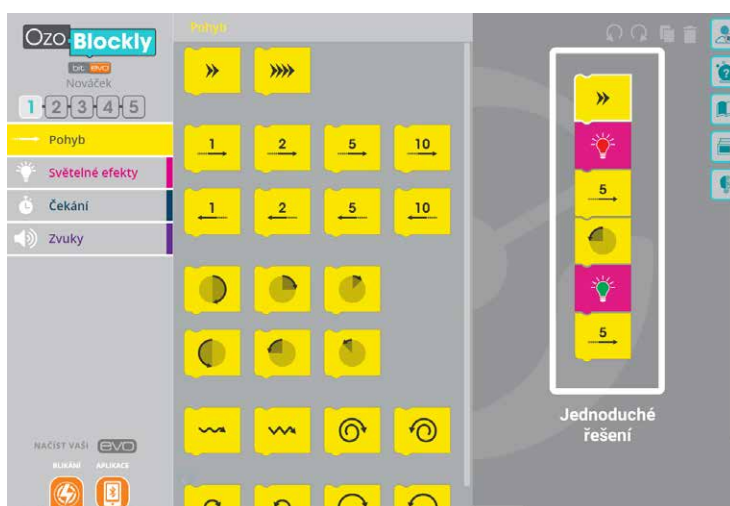 Ozo Blockly
bit evo
Nováček
1 2 3 4 5
Pohyb
Světelné efekty
Čekání
Zvuky
NAČÍST VAŠI EVO
BLIKÁNÍ APLIKACE
Pohyb
1 2 5 10
1 2 5 10
5
5
Jednoduché
řešení